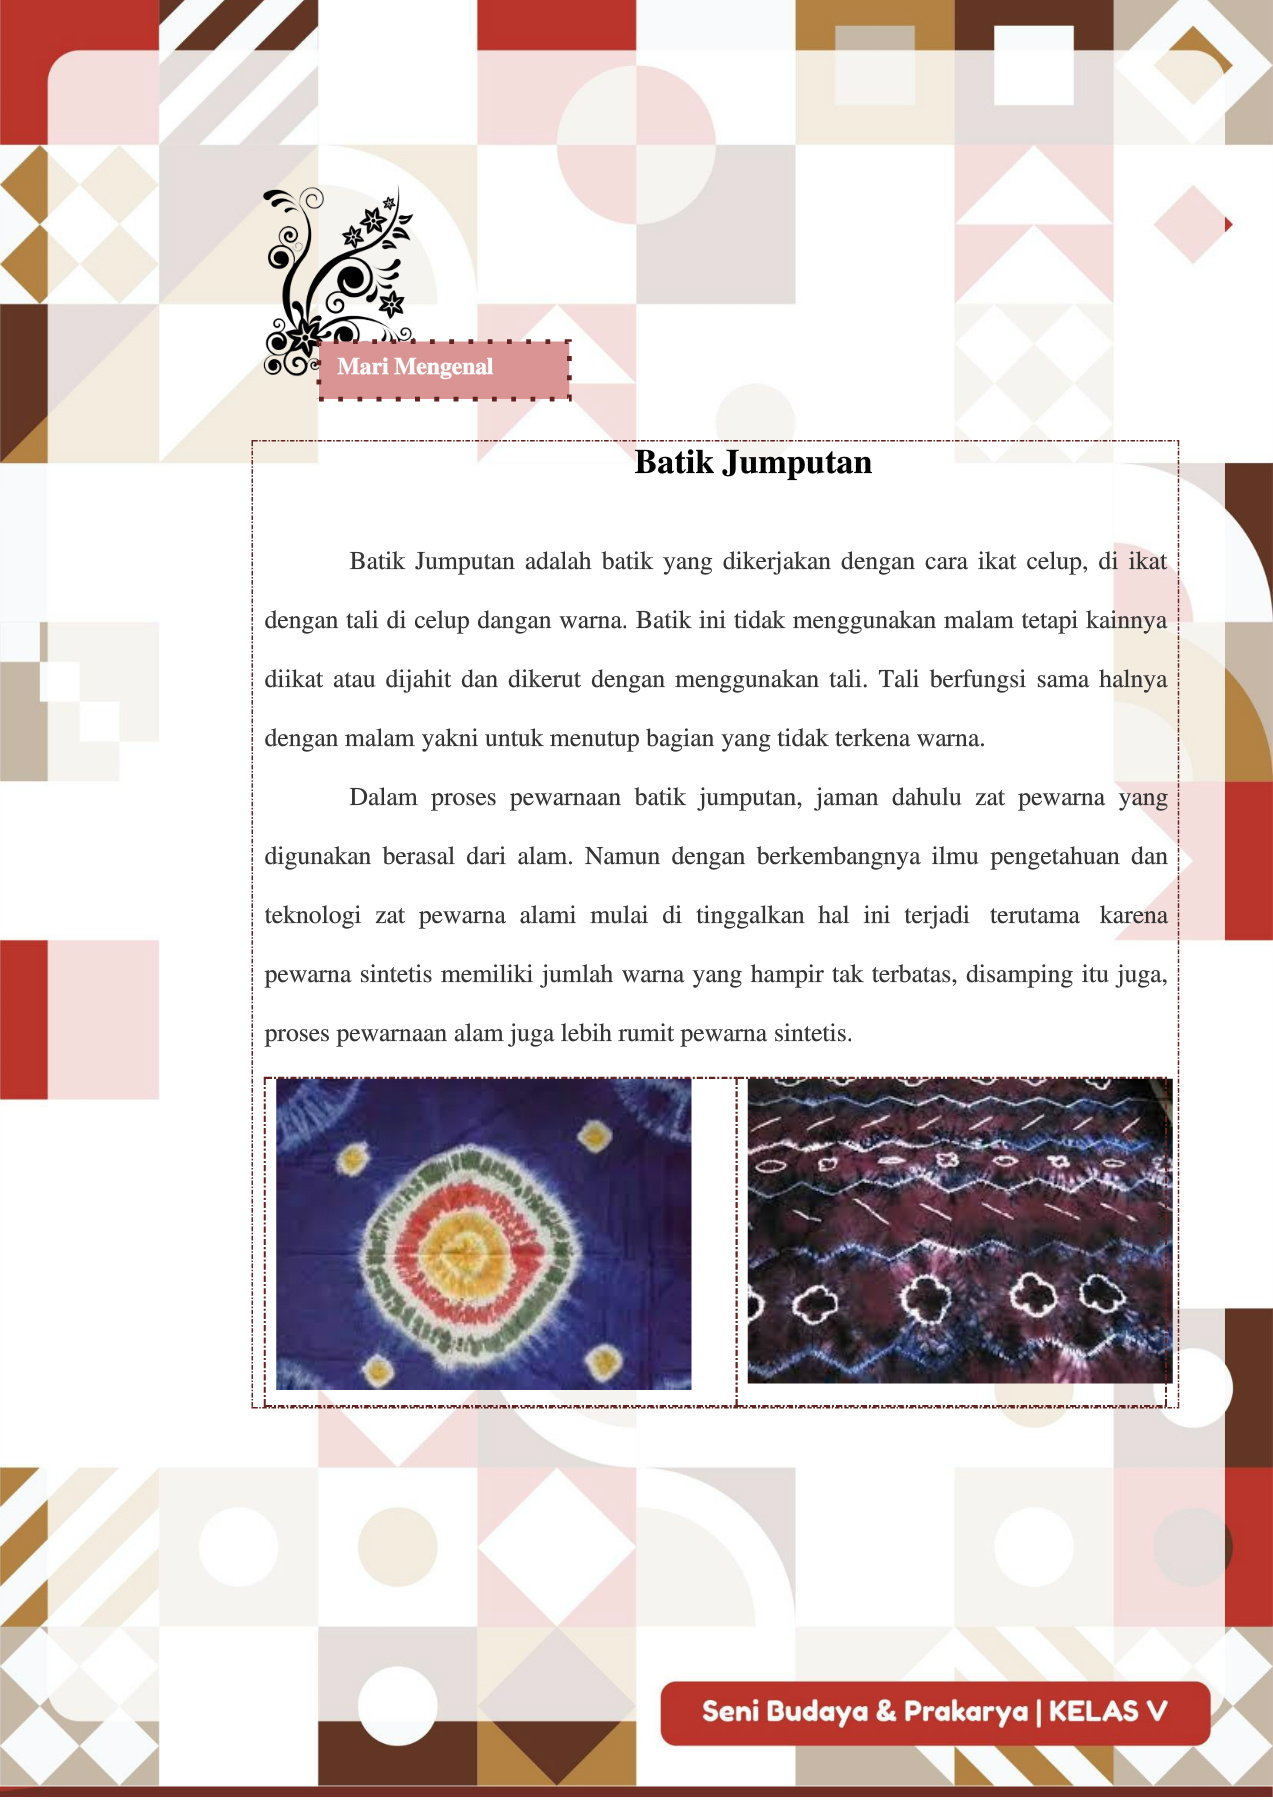 Mari Mengenal
Batik Jumputan
Batik Jumputan adalah batik yang dikerjakan dengan cara ikat celup, di ikat
dengan tali di celup dangan warna. Batik ini tidak menggunakan malam tetapi kainnya
diikat atau dijahit dan dikerut dengan menggunakan tali. Tali berfungsi sama halnya
dengan malam yakni untuk menutup bagian yang tidak terkena warna.
Dalam proses pewarnaan batik jumputan, jaman dahulu zat pewarna yang
digunakan berasal dari alam. Namun dengan berkembangnya ilmu pengetahuan dan
teknologi zat pewarna alami mulai di tinggalkan hal ini terjadi terutama karena
pewarna sintetis memiliki jumlah warna yang hampir tak terbatas, disamping itu juga,
proses pewarnaan alam juga lebih rumit pewarna sintetis.
Seni Budaya & Prakarya | KELAS V